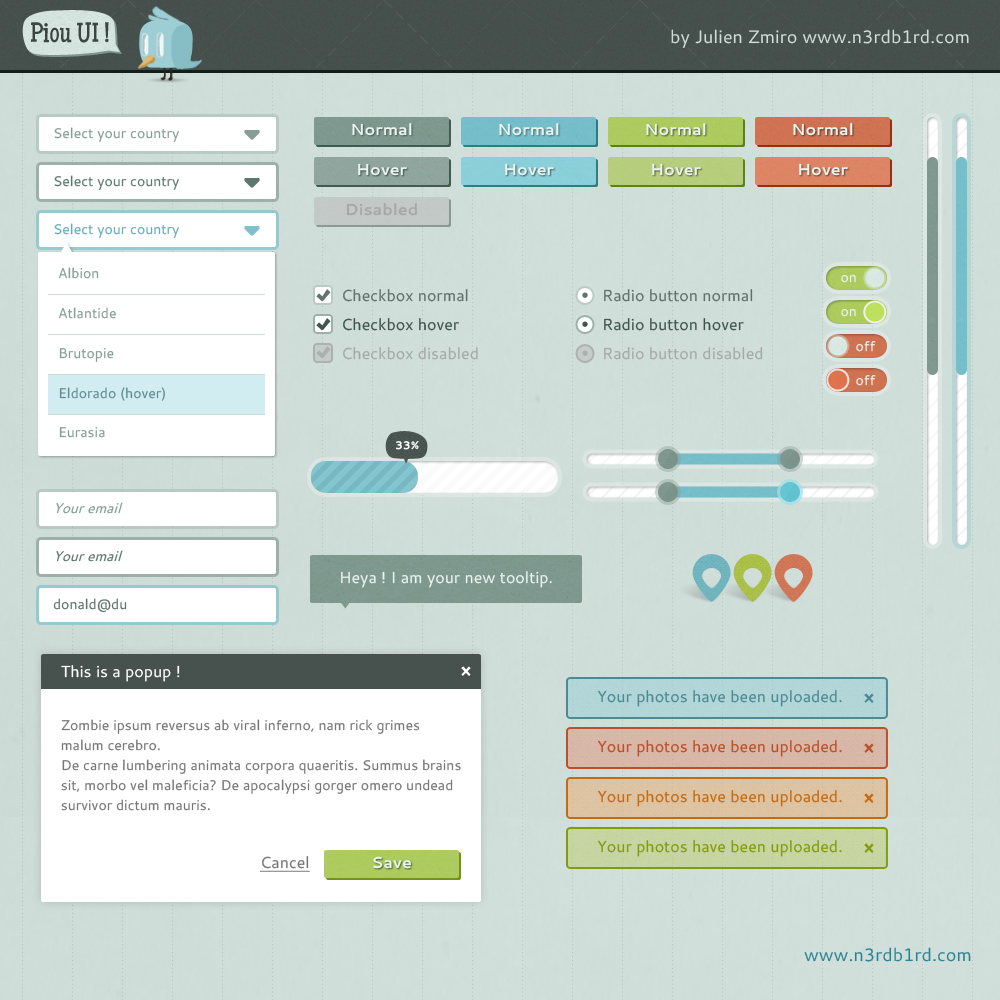 Piou UI !
by Julien Zmiro www.n3rdb1rd.com
Select your country
Select your country
Select your country
Albion
Atlantide
Brutopie
Eldorado (hover)
Eurasia
Normal Normal Normal Normal
Hover Hover Hover Hover
Disabled
Checkbox normal
Checkbox hover
Checkbox disabled
Radio button normal
Radio button hover
Radio button disabled
on
on
off
off
33%
Your email
Your email
donald@du
Heya ! I am your new tooltip.
This is a popup !
Zombie ipsum reversus ab viral inferno, nam rick grimes
malum cerebro.
De carne lumbering animata corpora quaeritis. Summus brains
sit, morbo vel maleficia? De apocalypsi gorger omero undead
survivor dictum mauris.
Cancel Save
Your photos have been uploaded.
Your photos have been uploaded.
Your photos have been uploaded.
Your photos have been uploaded.
www.n3rdb1rd.com